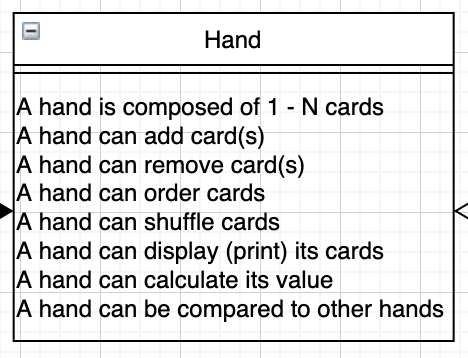 Hand
A hand is composed of 1 - N cards
A hand can add card(s)
A hand can remove card(s)
A hand can order cards
A hand can shuffle cards
A hand can display (print) its cards
A hand can calculate its value
A hand can be compared to other hands